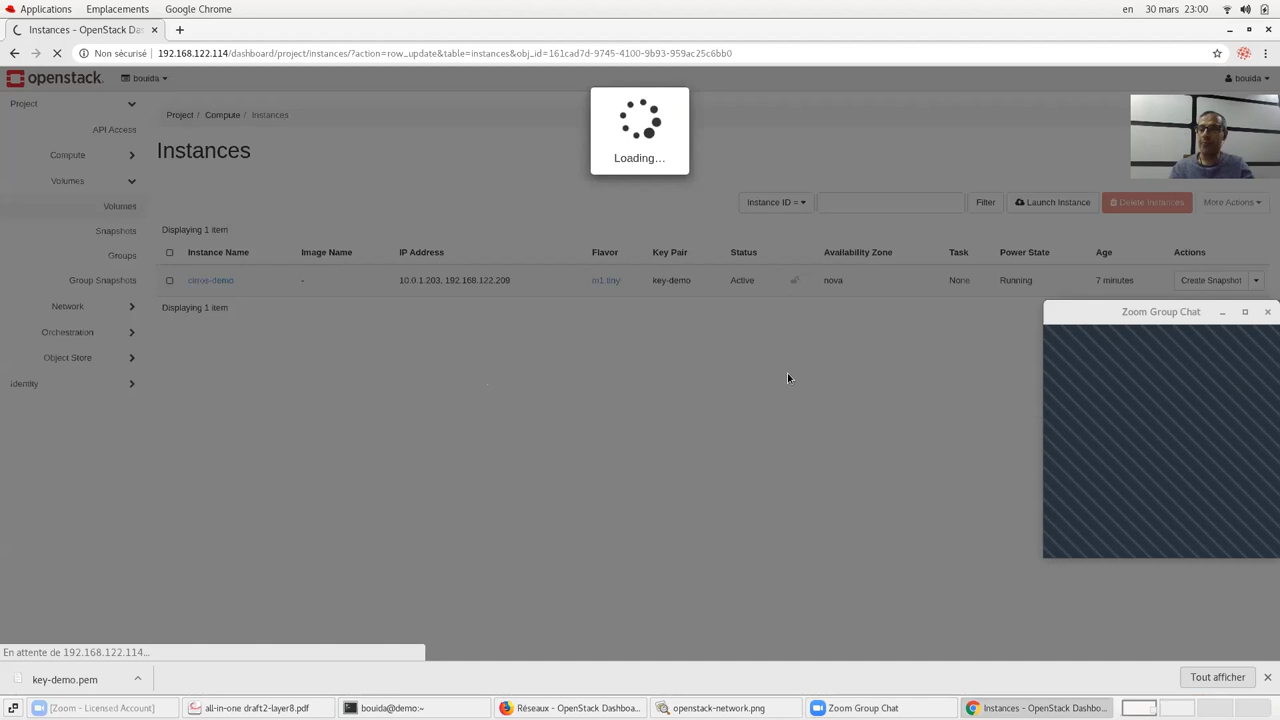 Applications Emplacements Google Chrome en 30 mars 23:00
Instances - OpenStack Das
Non sécurisé 192.168.122.114/dashboard/project/instances/?action=row_update&table=instances&obj_id=161cad7d-9745-4100-9b93-959ac25c6bb0
openstack. bouida bouida
Project
API Access
Compute
Volumes
Volumes
Snapshots
Groups
Group Snapshots
Network
Orchestration
Object Store
Identity
Project / Compute / Instances
Instances
Loading...
Instance ID = Filter Launch Instance Delete Instances More Actions
Displaying 1 item
Instance Name Image Name IP Address Flavor Key Pair Status Availability Zone Task Power State Age Actions
cirros-demo - 10.0.1.203, 192.168.122.209 m1.tiny key-demo Active nova None Running 7 minutes Create Snapshot
Displaying 1 item
Zoom Group Chat
En attente de 192.168.122.114...
key-demo.pem Tout afficher
[Zoom - Licensed Account] all-in-one draft2-layer8.pdf bouida@demo:~ Réseaux - OpenStack Dashboa... openstack-network.png Zoom Group Chat Instances - OpenStack Dashbo...